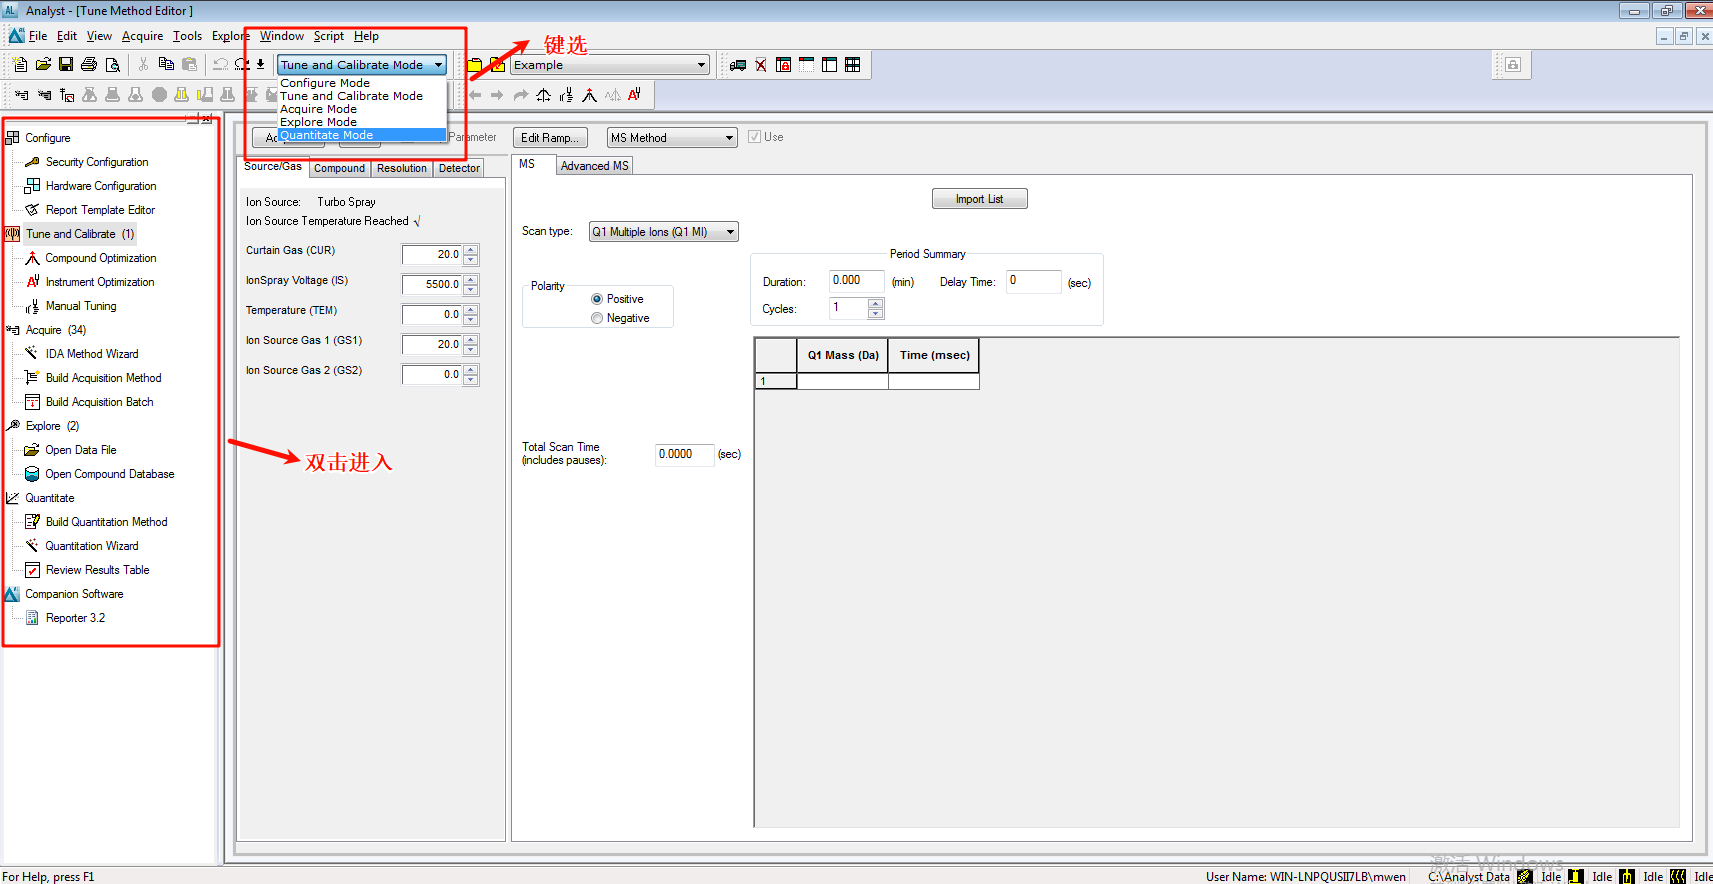 Analyst - [Tune Method Editor ]
File Edit View Acquire Tools Explore Window Script Help
Tune and Calibrate Mode
Example
键选
Configure Mode
Tune and Calibrate Mode
Acquire Mode
Explore Mode
Quantitate Mode
Parameter
Edit Ramp...
MS Method
Use
Configure
Security Configuration
Hardware Configuration
Report Template Editor
Tune and Calibrate (1)
Compound Optimization
Instrument Optimization
Manual Tuning
Acquire (34)
IDA Method Wizard
Build Acquisition Method
Build Acquisition Batch
Explore (2)
Open Data File
Open Compound Database
Quantitate
Build Quantitation Method
Quantitation Wizard
Review Results Table
Companion Software
Reporter 3.2
双击进入
Source/Gas Compound Resolution Detector
Ion Source: Turbo Spray
Ion Source Temperature Reached √
Curtain Gas (CUR) 20.0
IonSpray Voltage (IS) 5500.0
Temperature (TEM) 0.0
Ion Source Gas 1 (GS1) 20.0
Ion Source Gas 2 (GS2) 0.0
MS Advanced MS
Import List
Scan type: Q1 Multiple Ions (Q1 MI)
Polarity
Positive
Negative
Period Summary
Duration: 0.000 (min) Delay Time: 0 (sec)
Cycles: 1
Q1 Mass (Da) Time (msec)
1
Total Scan Time
(includes pauses): 0.0000 (sec)
激活 Windows
For Help, press F1
User Name: WIN-LNPQUSII7LB\mwen C:\Analyst Data Idle Idle Idle Idle